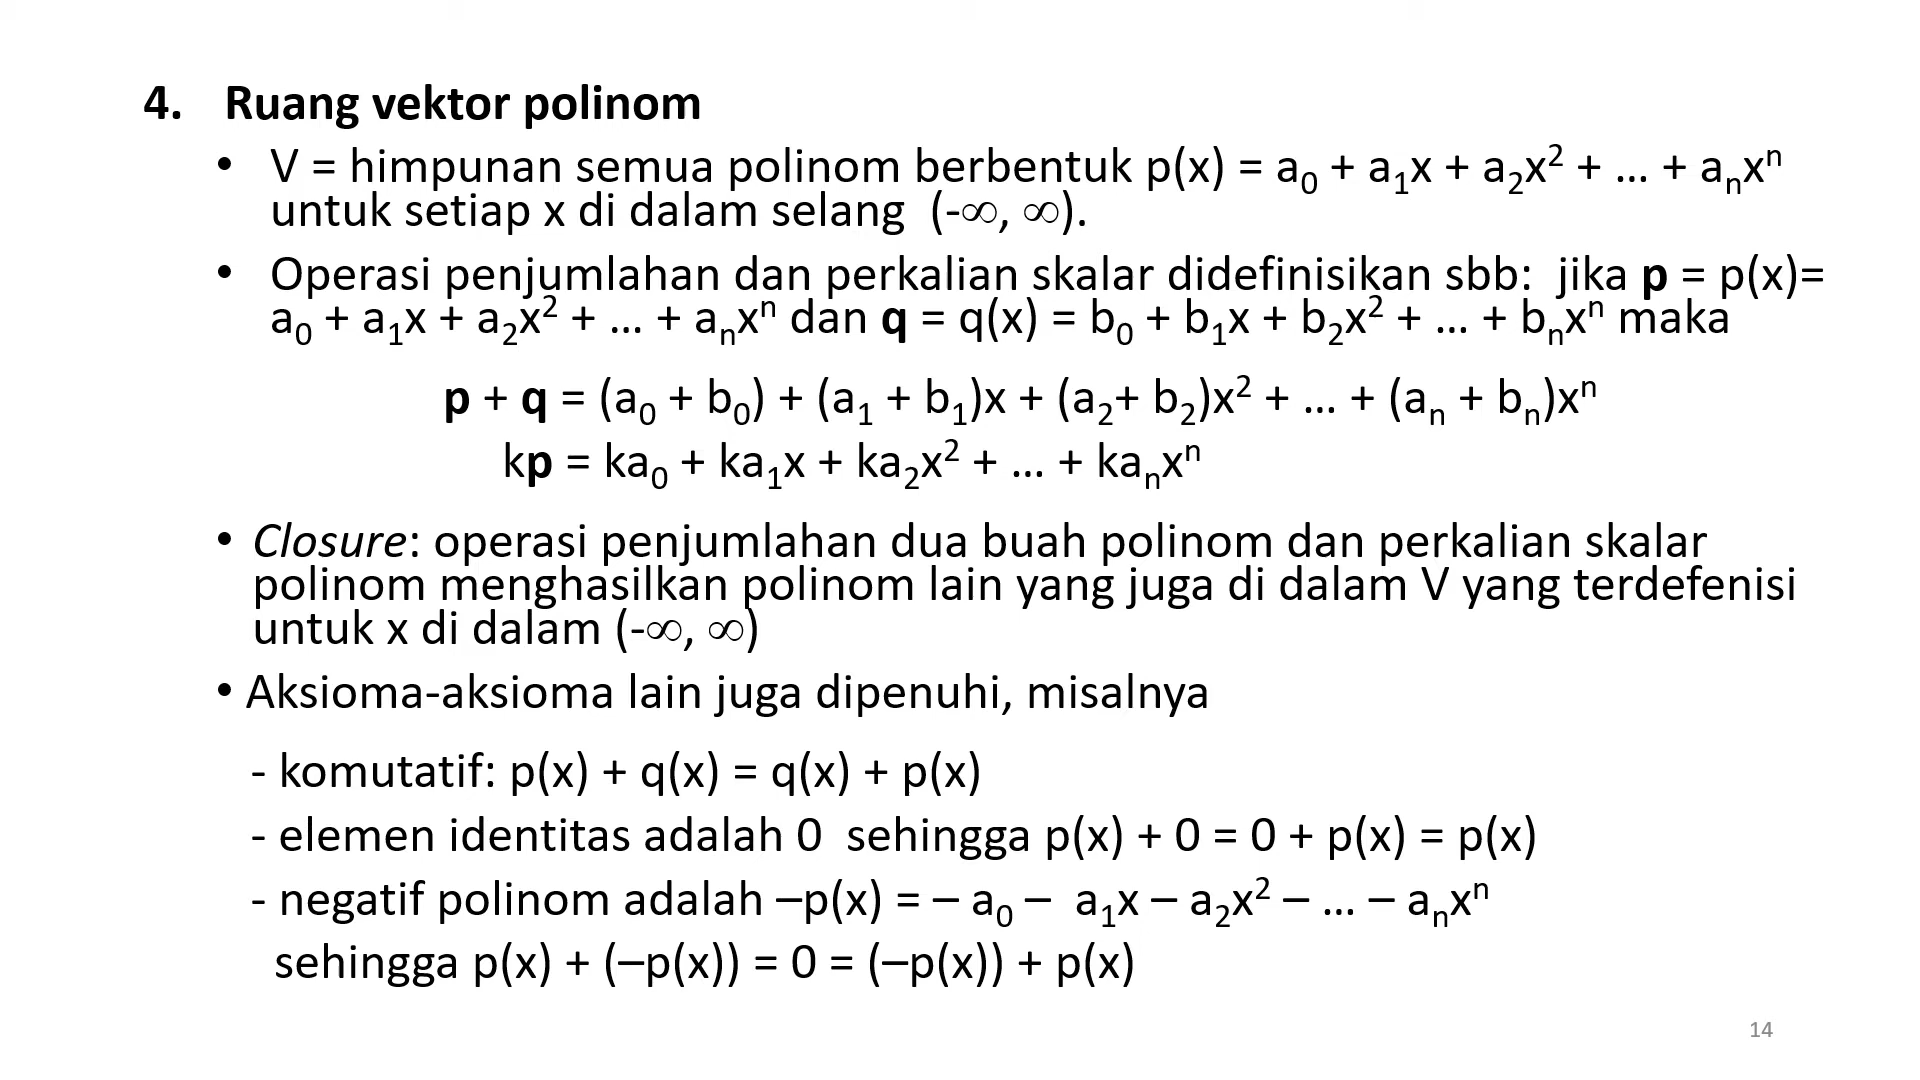 4. Ruang vektor polinom
• V = himpunan semua polinom berbentuk p(x) = a₀ + a₁x + a₂x² + … + aₙxⁿ
untuk setiap x di dalam selang (-∞, ∞).
• Operasi penjumlahan dan perkalian skalar didefinisikan sbb: jika p = p(x)=
a₀ + a₁x + a₂x² + … + aₙxⁿ dan q = q(x) = b₀ + b₁x + b₂x² + … + bₙxⁿ maka
p + q = (a₀ + b₀) + (a₁ + b₁)x + (a₂+ b₂)x² + … + (aₙ + bₙ)xⁿ
kp = ka₀ + ka₁x + ka₂x² + … + kaₙxⁿ
• Closure: operasi penjumlahan dua buah polinom dan perkalian skalar
polinom menghasilkan polinom lain yang juga di dalam V yang terdefenisi
untuk x di dalam (-∞, ∞)
• Aksioma-aksioma lain juga dipenuhi, misalnya
- komutatif: p(x) + q(x) = q(x) + p(x)
- elemen identitas adalah 0 sehingga p(x) + 0 = 0 + p(x) = p(x)
- negatif polinom adalah –p(x) = – a₀ – a₁x – a₂x² – … – aₙxⁿ
sehingga p(x) + (–p(x)) = 0 = (–p(x)) + p(x)
14